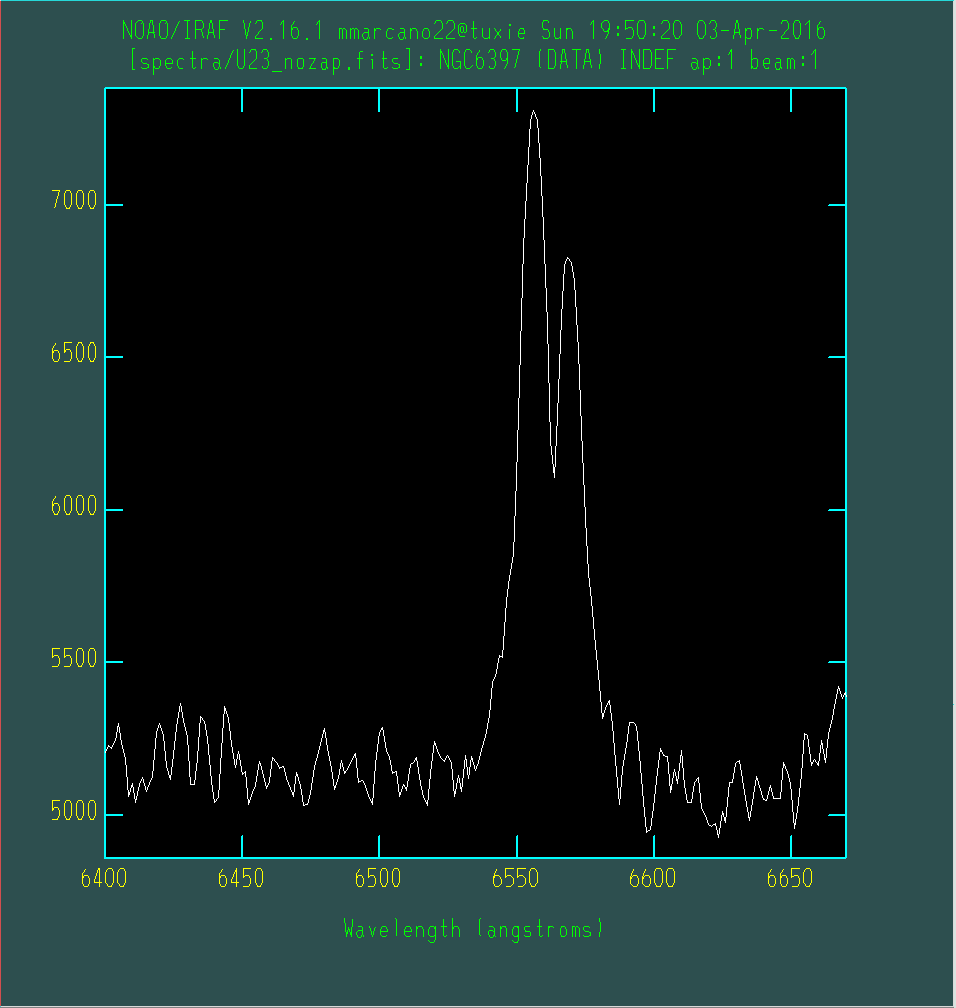 NOAO/IRAF V2.16.1 mmarcano22@tuxie Sun 19:50:20 03-Apr-2016
[spectra/U23_nozap.fits]: NGC6397 (DATA) INDEF ap:1 beam:1
7000
6500
6000
5500
5000
6400 6450 6500 6550 6600 6650
Wavelength (angstroms)